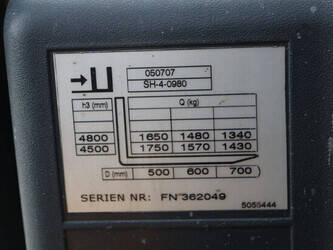 050707
SH-4-0980
h3 (mm) Q (kg)
4800 1650 1480 1340
4500 1750 1570 1430
D (mm) 500 600 700
SERIEN NR: FN 362049
5055444